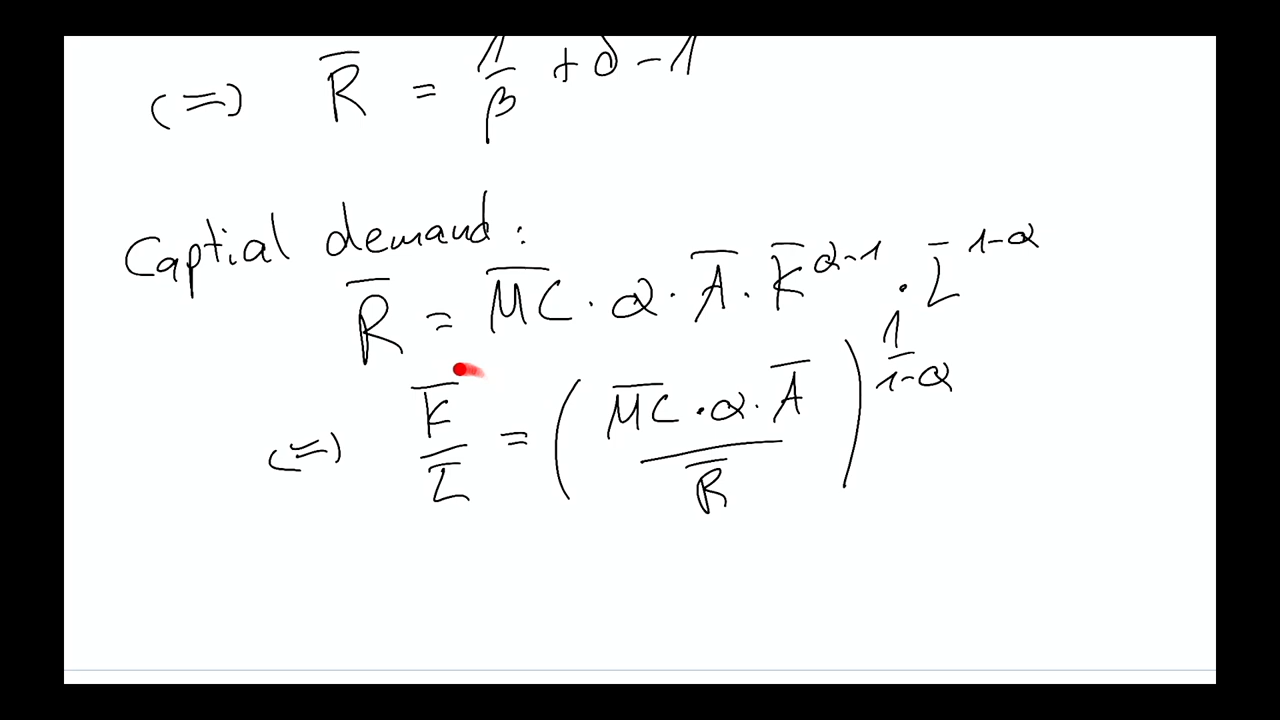 (=) R̅ = 1/β + δ - 1
Captial demand:
R̅ = M̅C̅ · α · A̅ · K̅^(α-1) · L̅^(1-α)
(=) K̅/L̅ = (M̅C̅ · α · A̅ / R̅)^(1/(1-α))